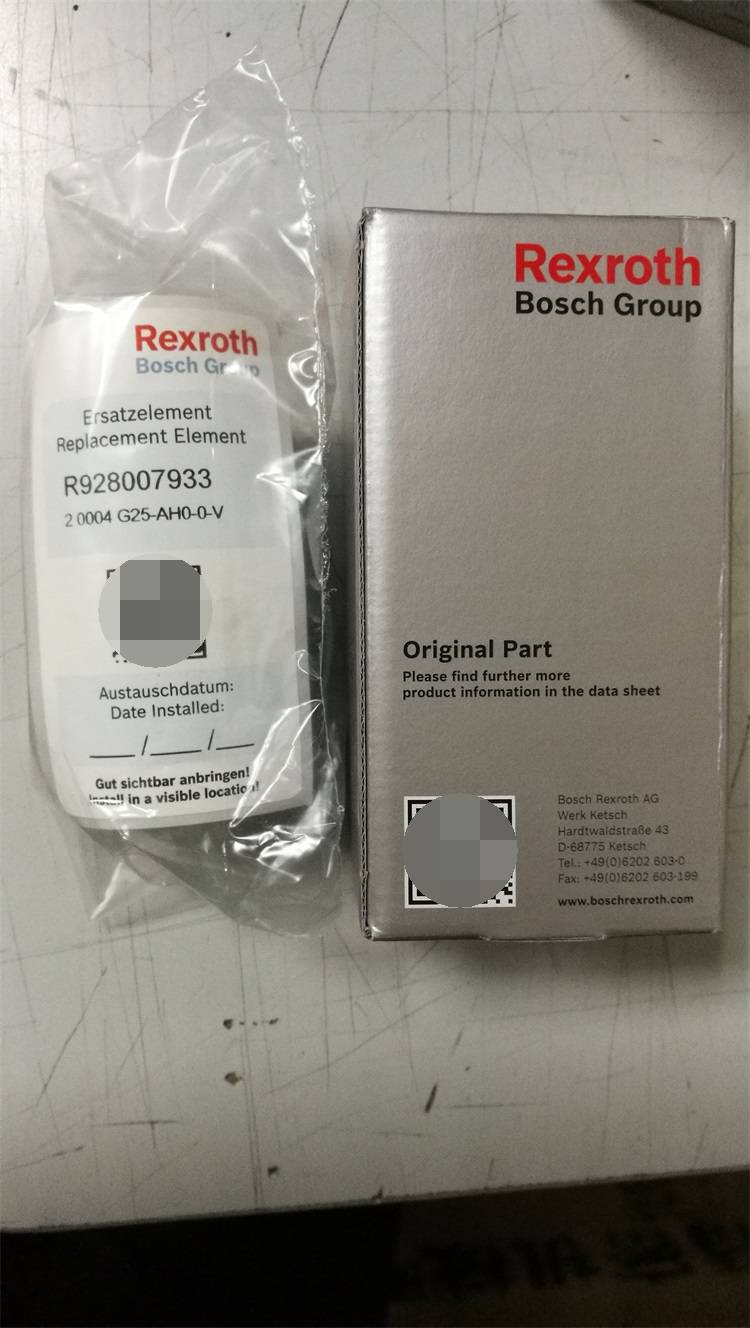 Rexroth
Bosch Group
Ersatzelement
Replacement Element
R928007933
2 0004 G25-AH0-0-V
Austauschdatum:
Date Installed:
__/__/__
Gut sichtbar anbringen!
Install in a visible location!
Rexroth
Bosch Group
Original Part
Please find further more
product information in the data sheet
Bosch Rexroth AG
Werk Ketsch
Hardtwaldstraße 43
D-68775 Ketsch
Tel.: +49(0)6202 603-0
Fax: +49(0)6202 603-199
www.boschrexroth.com